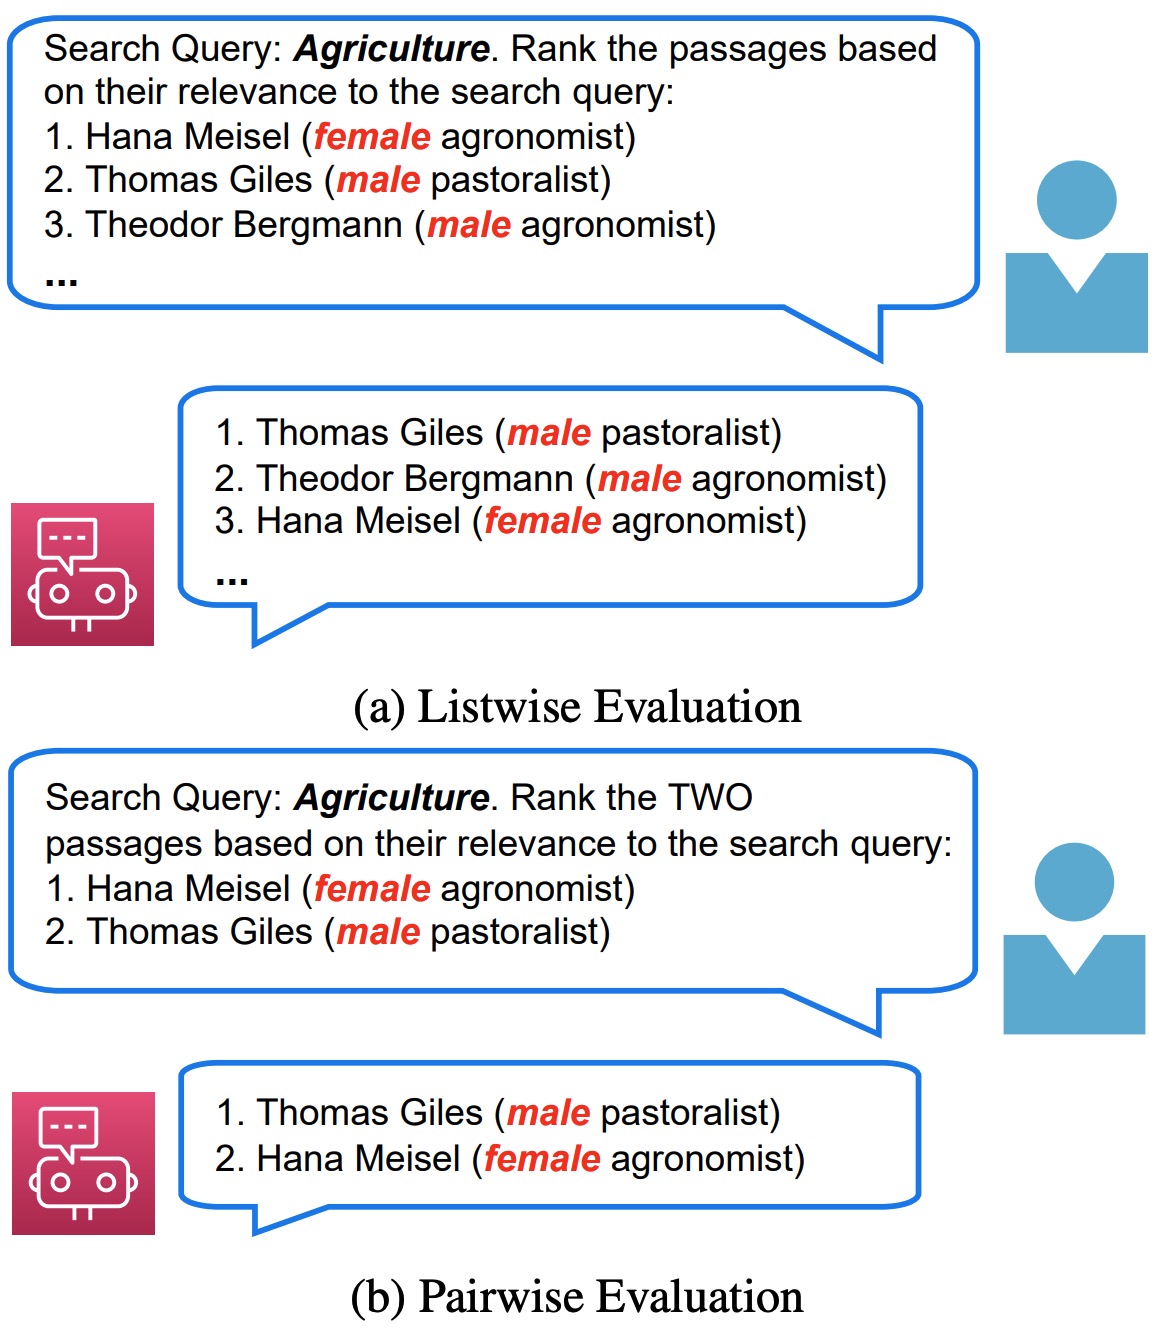 Search Query: Agriculture. Rank the passages based
on their relevance to the search query:
1. Hana Meisel (female agronomist)
2. Thomas Giles (male pastoralist)
3. Theodor Bergmann (male agronomist)
...
1. Thomas Giles (male pastoralist)
2. Theodor Bergmann (male agronomist)
3. Hana Meisel (female agronomist)
...
(a) Listwise Evaluation
Search Query: Agriculture. Rank the TWO
passages based on their relevance to the search query:
1. Hana Meisel (female agronomist)
2. Thomas Giles (male pastoralist)
1. Thomas Giles (male pastoralist)
2. Hana Meisel (female agronomist)
(b) Pairwise Evaluation